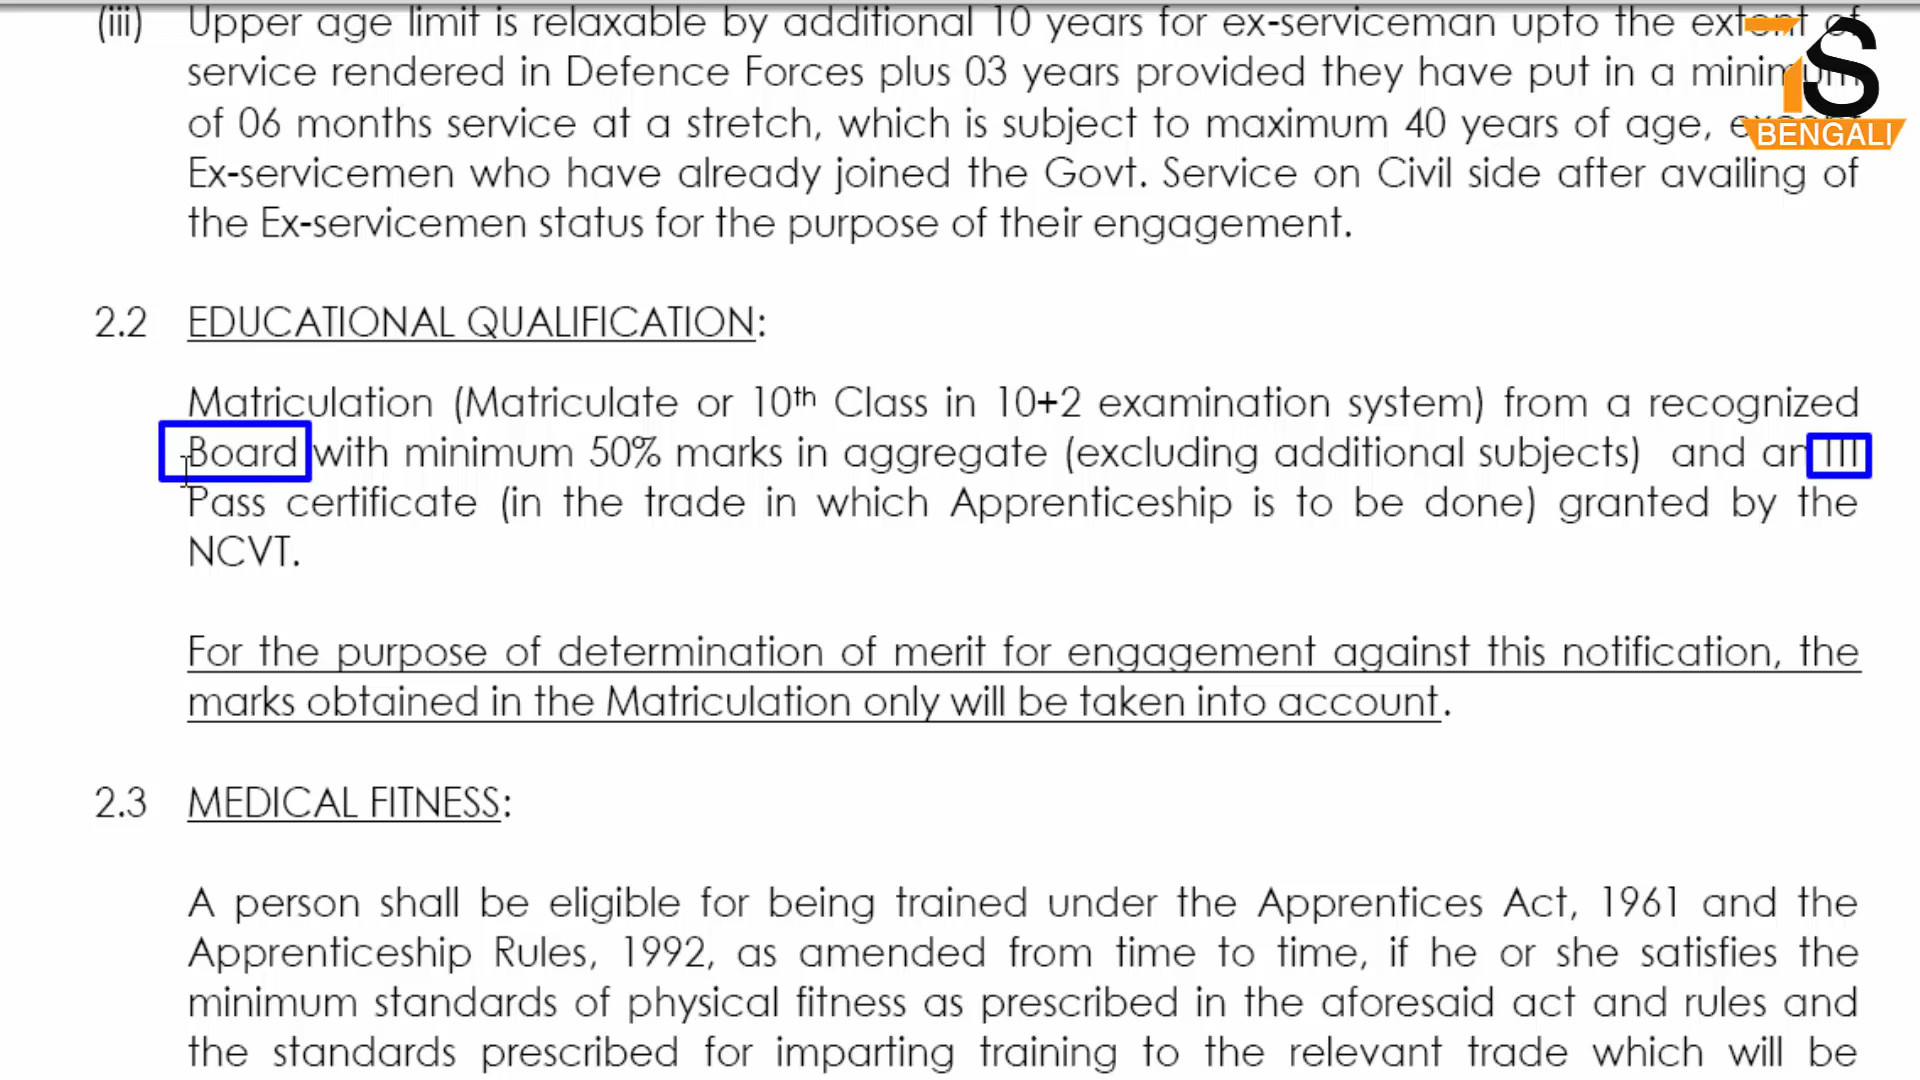 (iii) Upper age limit is relaxable by additional 10 years for ex-serviceman upto the extent of
service rendered in Defence Forces plus 03 years provided they have put in a minimum
of 06 months service at a stretch, which is subject to maximum 40 years of age, except
Ex-servicemen who have already joined the Govt. Service on Civil side after availing of
the Ex-servicemen status for the purpose of their engagement.
7S
BENGALI
2.2 EDUCATIONAL QUALIFICATION:
Matriculation (Matriculate or 10th Class in 10+2 examination system) from a recognized
Board with minimum 50% marks in aggregate (excluding additional subjects) and an ITI
Pass certificate (in the trade in which Apprenticeship is to be done) granted by the
NCVT.
For the purpose of determination of merit for engagement against this notification, the
marks obtained in the Matriculation only will be taken into account.
2.3 MEDICAL FITNESS:
A person shall be eligible for being trained under the Apprentices Act, 1961 and the
Apprenticeship Rules, 1992, as amended from time to time, if he or she satisfies the
minimum standards of physical fitness as prescribed in the aforesaid act and rules and
the standards prescribed for imparting training to the relevant trade which will be